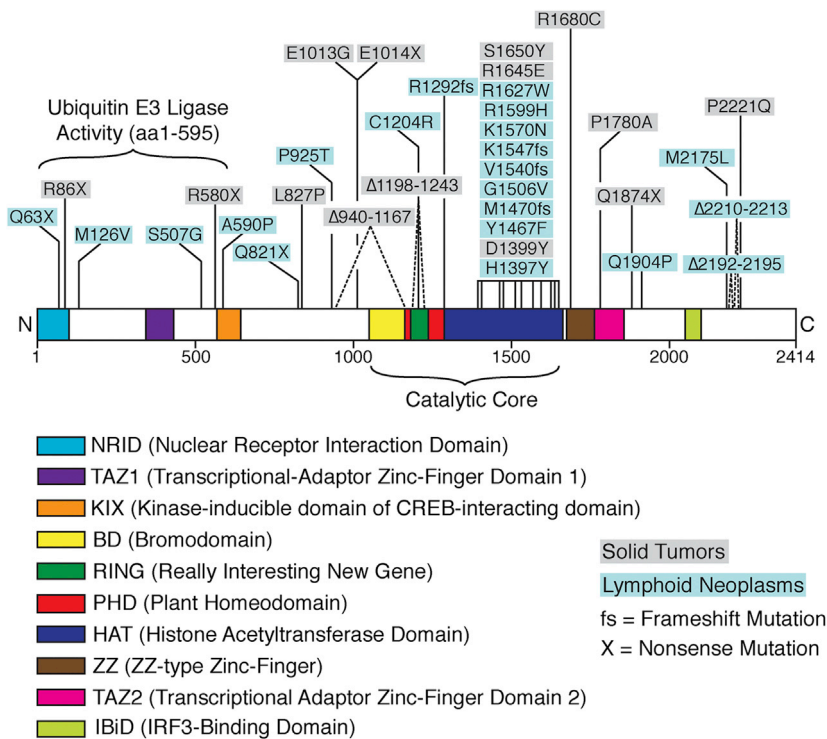 R1680C
E1013G E1014X
S1650Y
R1645E
R1292fs
R1627W
Ubiquitin E3 Ligase
Activity (aa1-595)
R1599H
P2221Q
C1204R
P1780A
K1570N
K1547fs
P925T
M2175L
V1540fs
R86X
R580X
L827P
Δ1198-1243
G1506V
Q1874X
Q63X
A590P
Δ940-1167
M1470fs
Δ2210-2213
M126V
S507G
Y1467F
Q821X
D1399Y
Q1904P
Δ2192-2195
H1397Y
N
C
1
500
1000
1500
2000
2414
Catalytic Core
NRID (Nuclear Receptor Interaction Domain)
TAZ1 (Transcriptional-Adaptor Zinc-Finger Domain 1)
KIX (Kinase-inducible domain of CREB-interacting domain)
BD (Bromodomain)
RING (Really Interesting New Gene)
PHD (Plant Homeodomain)
HAT (Histone Acetyltransferase Domain)
ZZ (ZZ-type Zinc-Finger)
TAZ2 (Transcriptional Adaptor Zinc-Finger Domain 2)
IBiD (IRF3-Binding Domain)
Solid Tumors
Lymphoid Neoplasms
fs = Frameshift Mutation
X = Nonsense Mutation